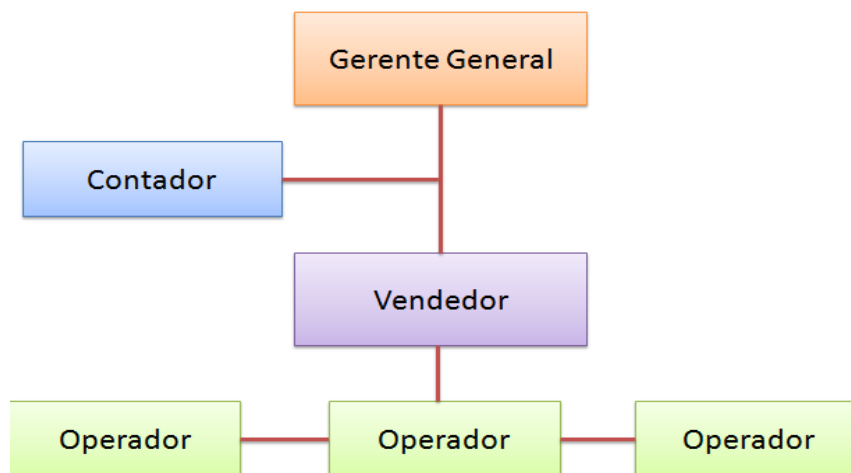 Gerente General
Contador
Vendedor
Operador
Operador
Operador